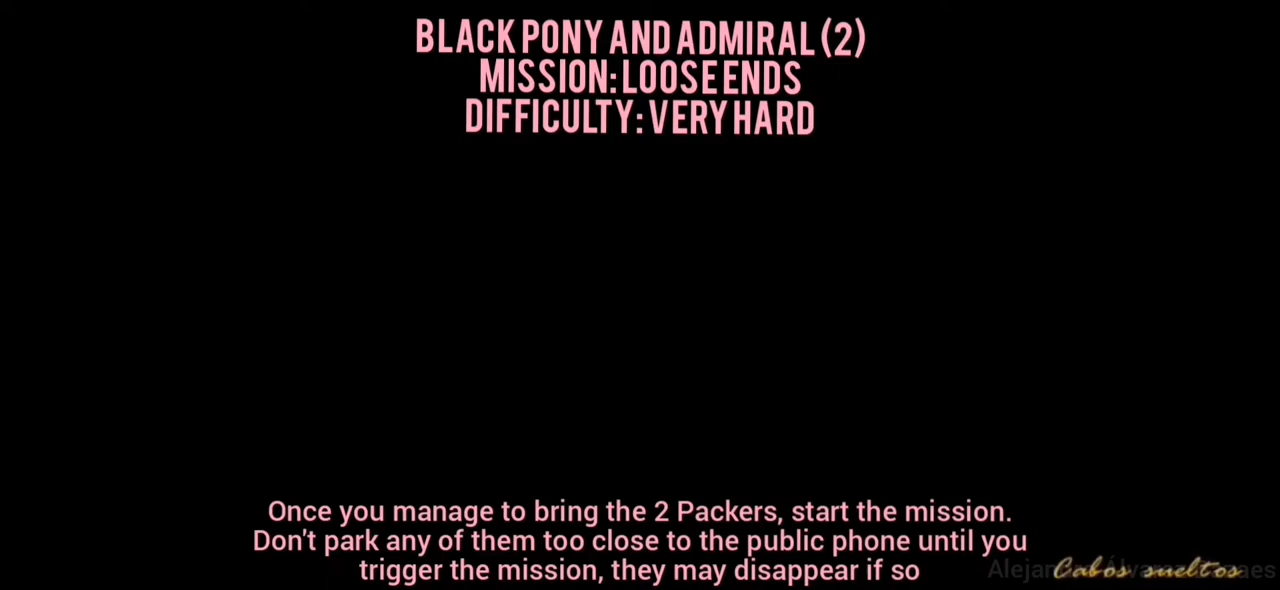 BLACK PONY AND ADMIRAL (2)
MISSION: LOOSE ENDS
DIFFICULTY: VERY HARD
Once you manage to bring the 2 Packers, start the mission.
Don't park any of them too close to the public phone until you
trigger the mission, they may disappear if so
Cabos sueltos